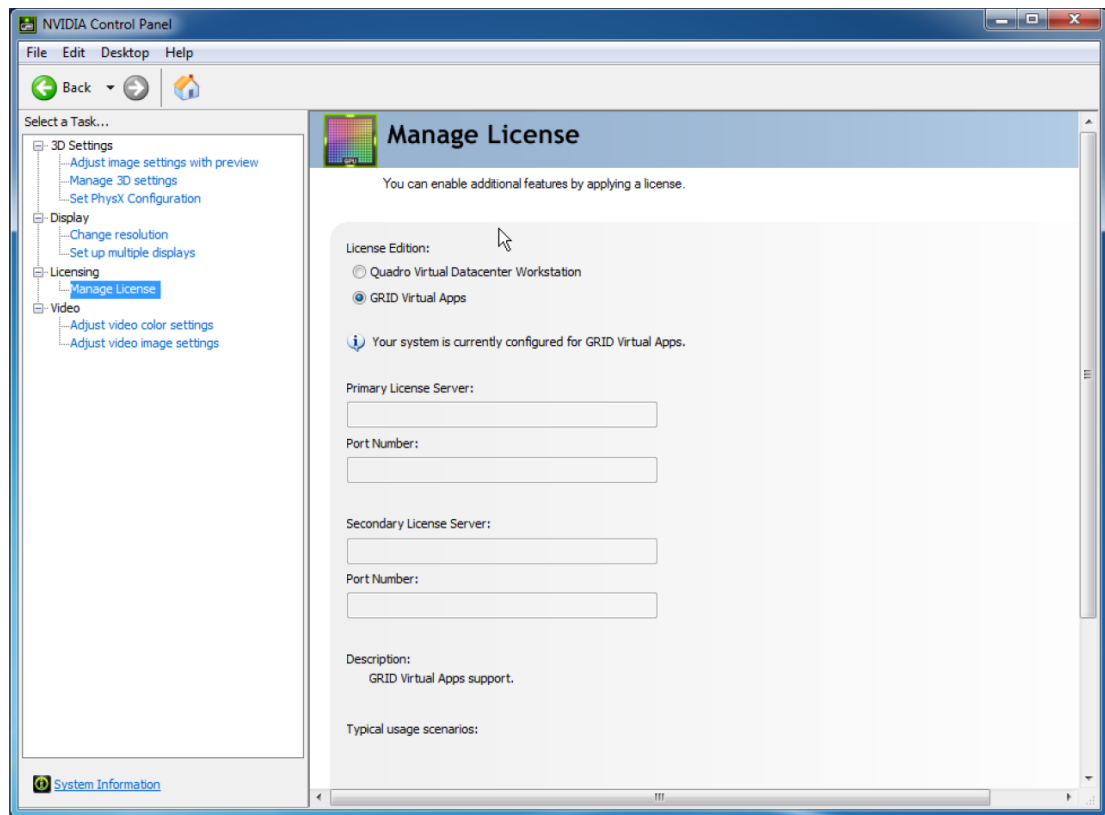 NVIDIA Control Panel
File Edit Desktop Help
Back
Select a Task...
3D Settings
Adjust image settings with preview
Manage 3D settings
Set PhysX Configuration
Display
Change resolution
Set up multiple displays
Licensing
Manage License
Video
Adjust video color settings
Adjust video image settings
System Information
GPU
Manage License
You can enable additional features by applying a license.
License Edition:
Quadro Virtual Datacenter Workstation
GRID Virtual Apps
Your system is currently configured for GRID Virtual Apps.
Primary License Server:
Port Number:
Secondary License Server:
Port Number:
Description:
GRID Virtual Apps support.
Typical usage scenarios: